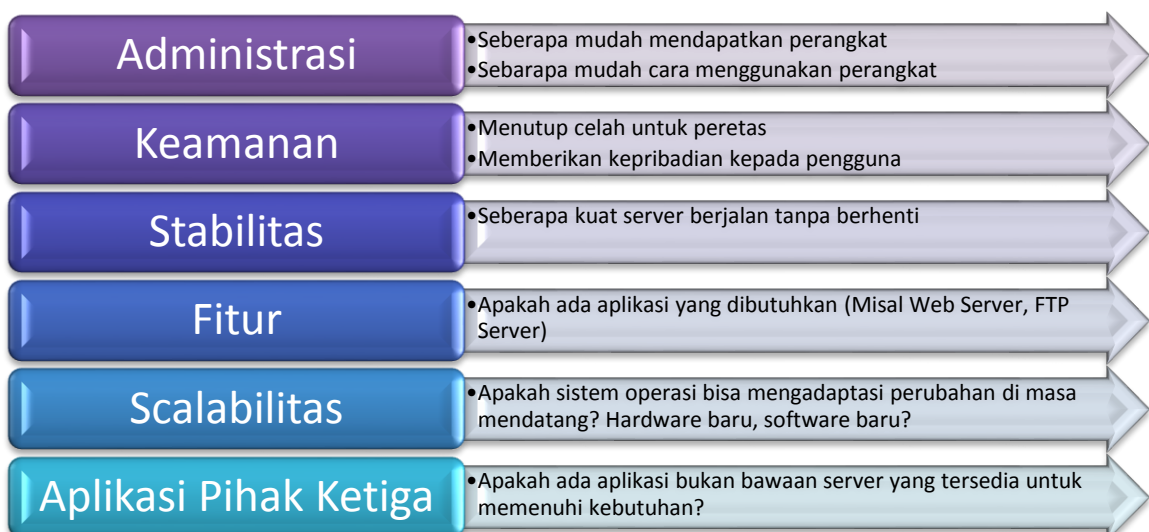 Administrasi
•Seberapa mudah mendapatkan perangkat
•Sebarapa mudah cara menggunakan perangkat
Keamanan
•Menutup celah untuk peretas
•Memberikan kepribadian kepada pengguna
Stabilitas
•Seberapa kuat server berjalan tanpa berhenti
Fitur
•Apakah ada aplikasi yang dibutuhkan (Misal Web Server, FTP
Server)
Scalabilitas
•Apakah sistem operasi bisa mengadaptasi perubahan di masa
mendatang? Hardware baru, software baru?
Aplikasi Pihak Ketiga
•Apakah ada aplikasi bukan bawaan server yang tersedia untuk
memenuhi kebutuhan?